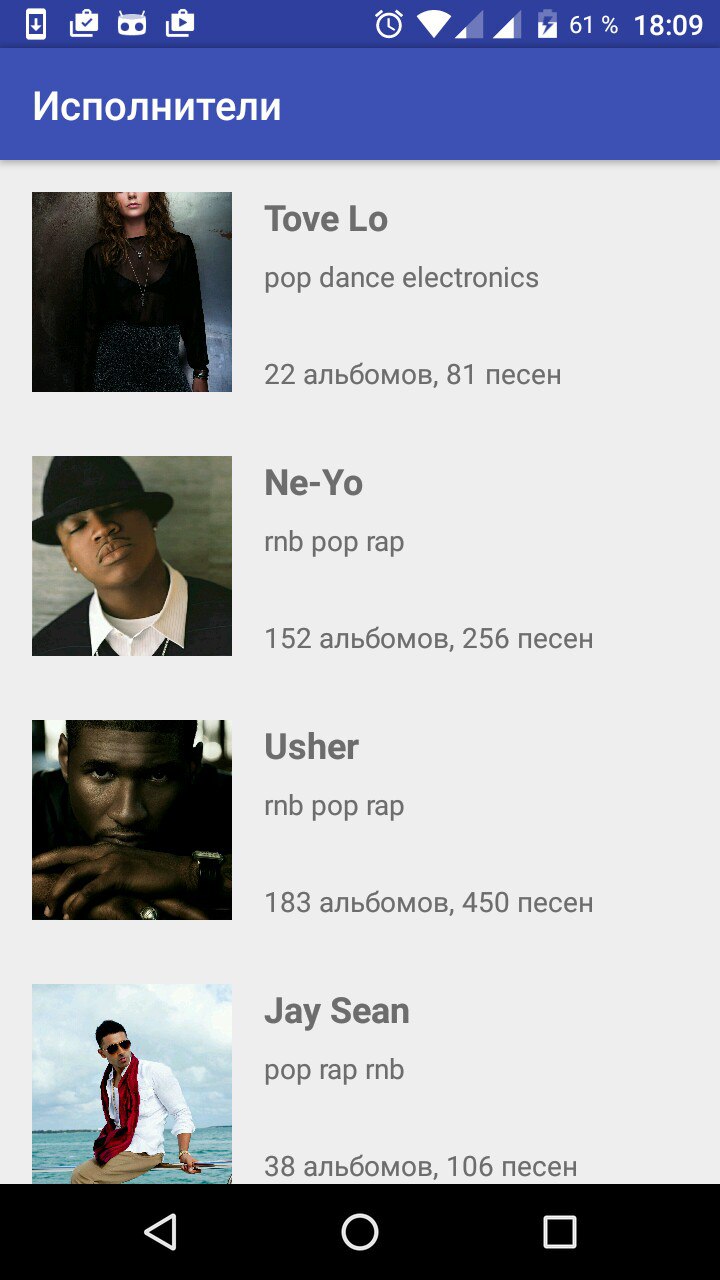 61 % 18:09
Исполнители
Tove Lo
pop dance electronics
22 альбомов, 81 песен
Ne-Yo
rnb pop rap
152 альбомов, 256 песен
Usher
rnb pop rap
183 альбомов, 450 песен
Jay Sean
pop rap rnb
38 альбомов, 106 песен